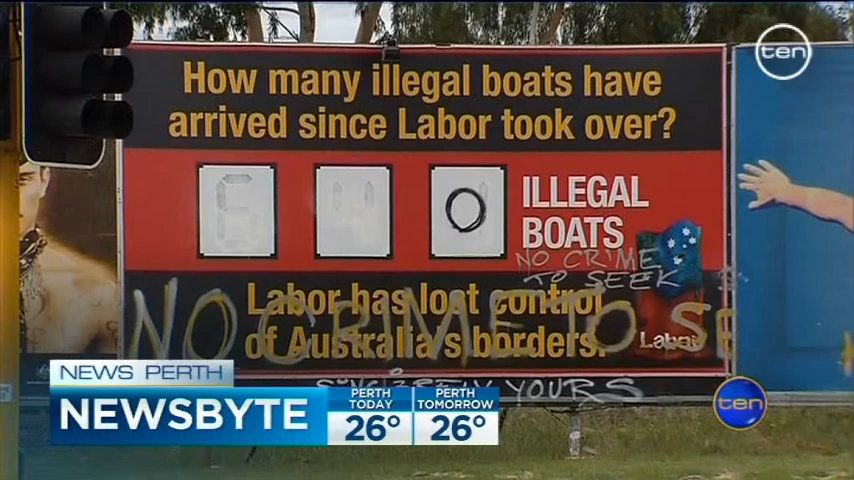 ten
How many illegal boats have
arrived since Labor took over?
0
ILLEGAL
BOATS
NO CRIME
TO SEEK
NO CRIME TO SE
Labor has lost control
of Australia's borders.
Labor
SINCERELY YOURS
NEWS PERTH
NEWSBYTE
PERTH
TODAY
26°
PERTH
TOMORROW
26°
ten